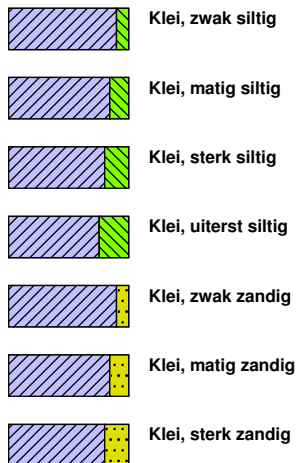 Klei, zwak siltig
Klei, matig siltig
Klei, sterk siltig
Klei, uiterst siltig
Klei, zwak zandig
Klei, matig zandig
Klei, sterk zandig